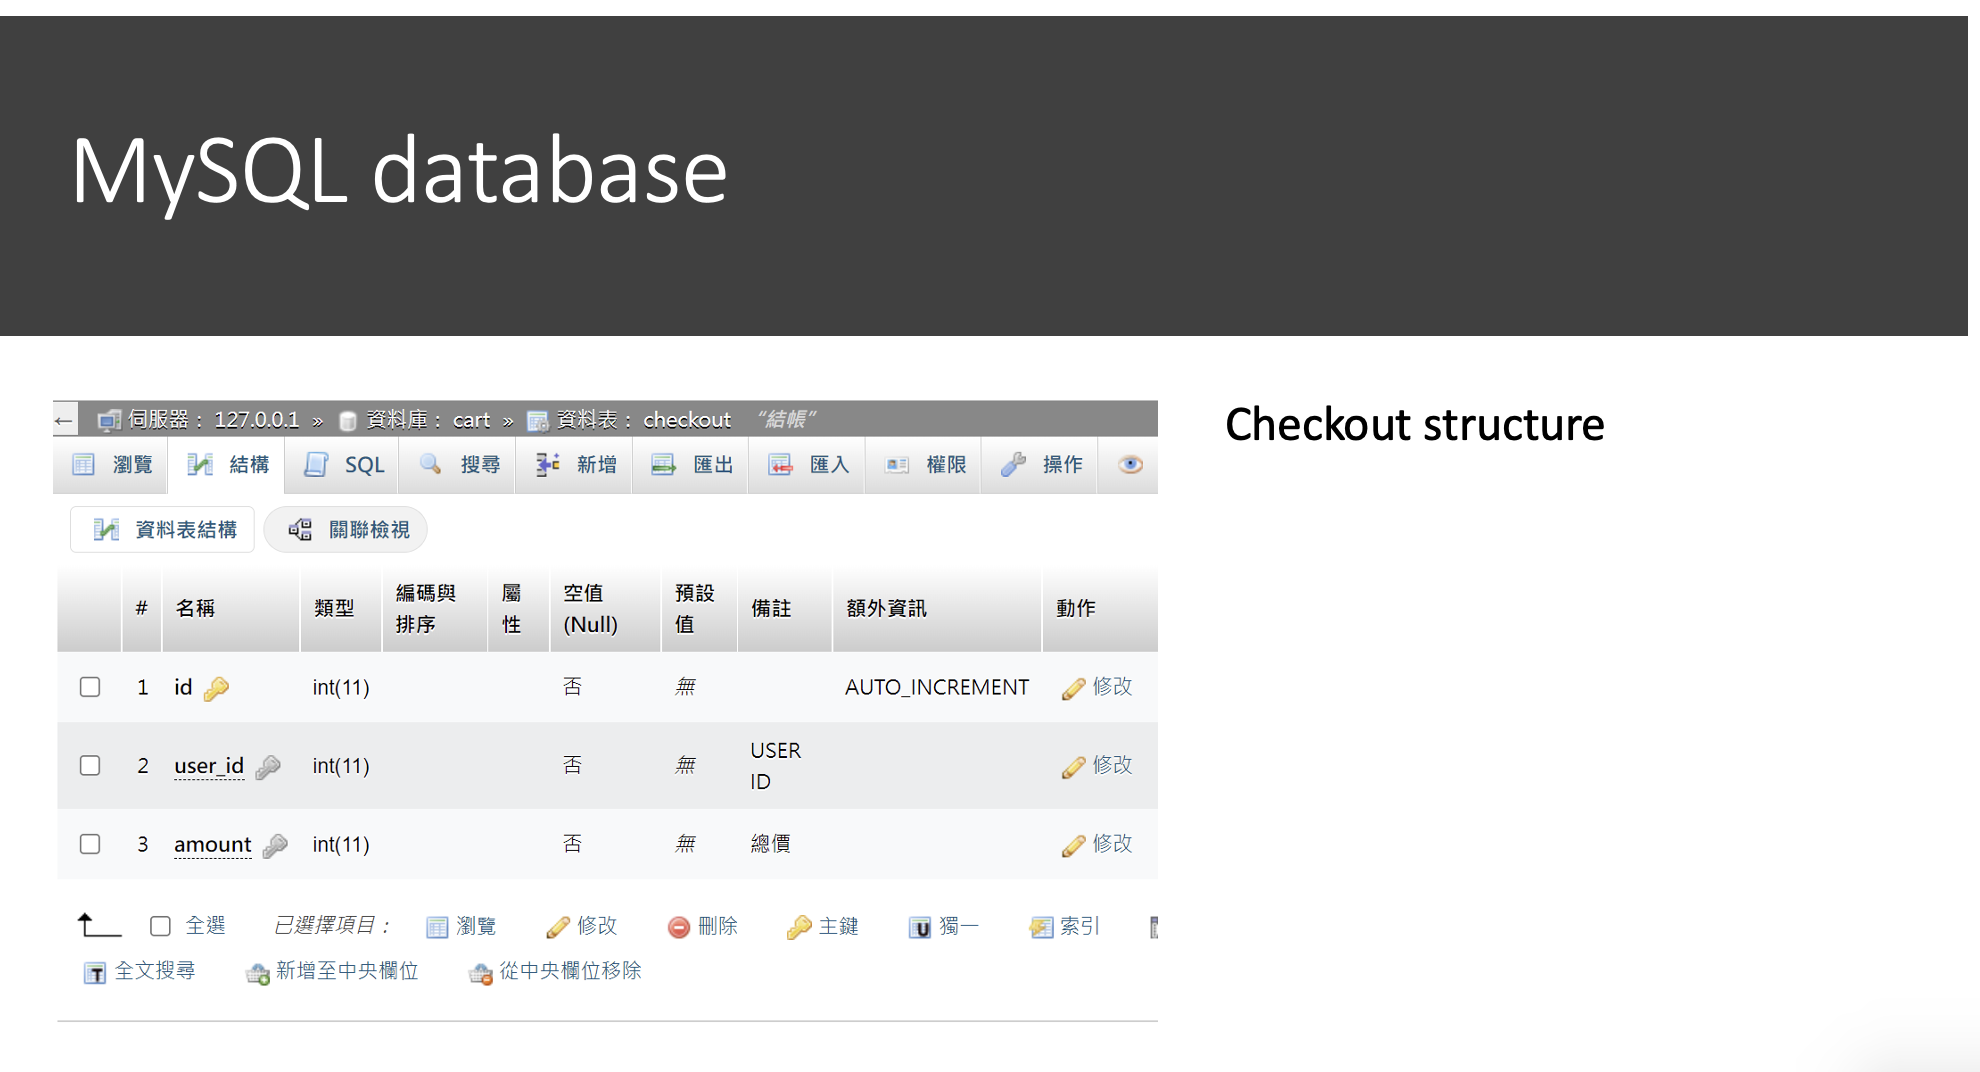 MySQL database
Checkout structure
← 伺服器： 127.0.0.1 » 資料庫： cart » 資料表： checkout “結帳”
瀏覽 結構 SQL 搜尋 新增 匯出 匯入 權限 操作
資料表結構 關聯檢視
# 名稱 類型 編碼與排序 屬性 空值 (Null) 預設值 備註 額外資訊 動作
1 id int(11) 否 無 AUTO_INCREMENT 修改
2 user_id int(11) 否 無 USER ID 修改
3 amount int(11) 否 無 總價 修改
全選 已選擇項目： 瀏覽 修改 刪除 主鍵 獨一 索引
全文搜尋 新增至中央欄位 從中央欄位移除